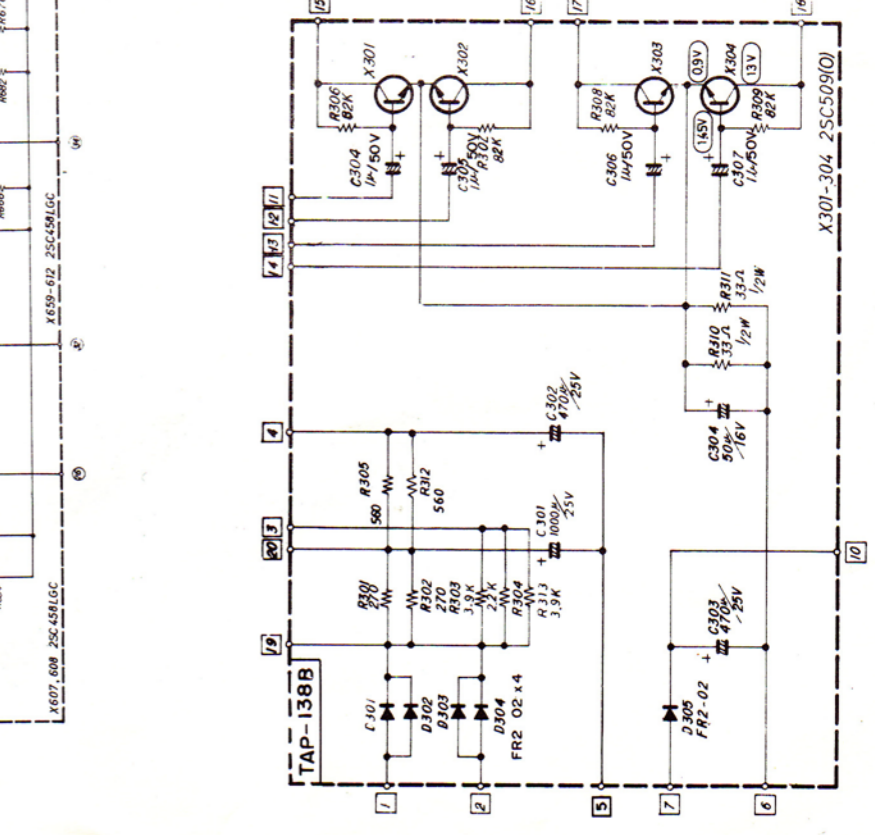 15
16
17
18
X301
X302
X303
0.9V
X304
13V
R306
82K
R308
82K
R309
82K
C304
1µ/50V
C305
1µ/50V
R307
82K
C306
1µ/50V
1.45V
C307
1µ/50V
X301-304 2SC509(O)
11
12
13
14
R311
33Ω
1/2W
R310
33Ω
1/2W
C304
50µ/16V
C302
470µ/25V
4
R305
560
R312
560
3
20
C301
1000µ/25V
R301
270
R302
270
R303
3.9K
2.2K
R304
R313
3.9K
19
10
C303
470µ/25V
TAP-138B
D301
D302
D303
D304
FR2 02 x4
D305
FR2-02
1
2
5
7
6
R682
X659-612 2SC458LGC
X607, 608 2SC458LGC